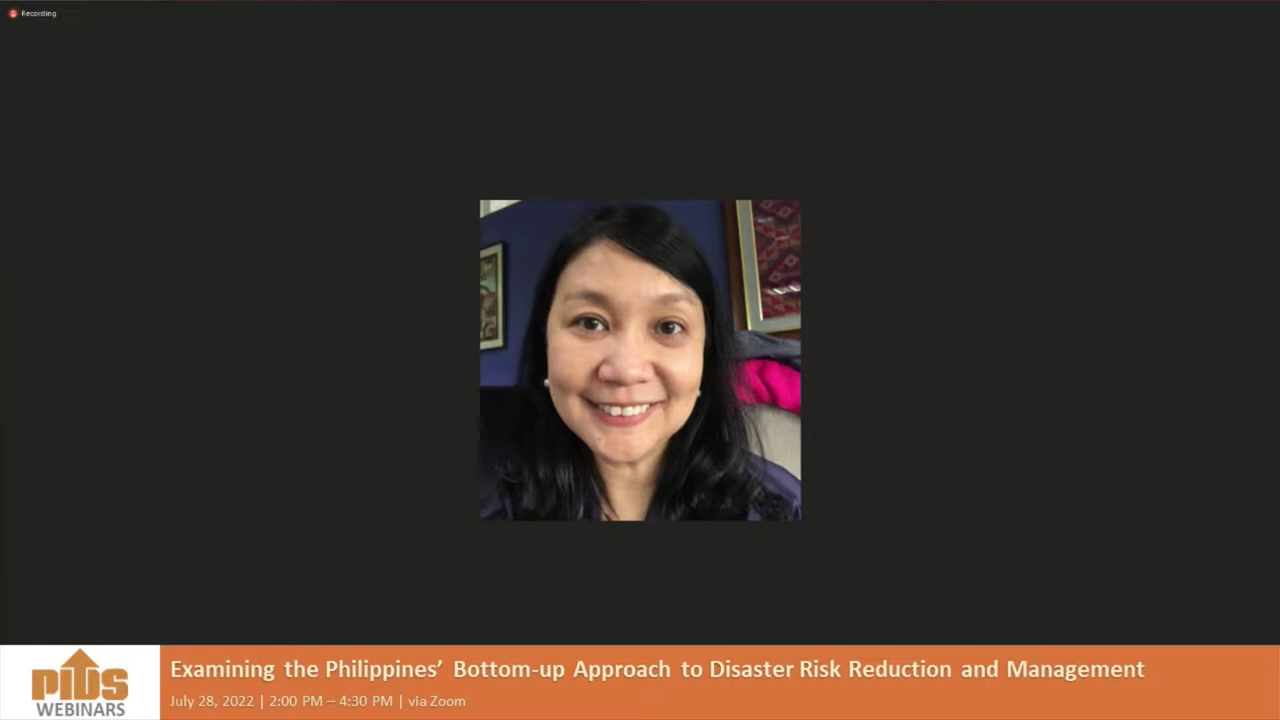 Recording
Examining the Philippines' Bottom-up Approach to Disaster Risk Reduction and Management
pids
WEBINARS
July 28, 2022 | 2:00 PM – 4:30 PM | via Zoom